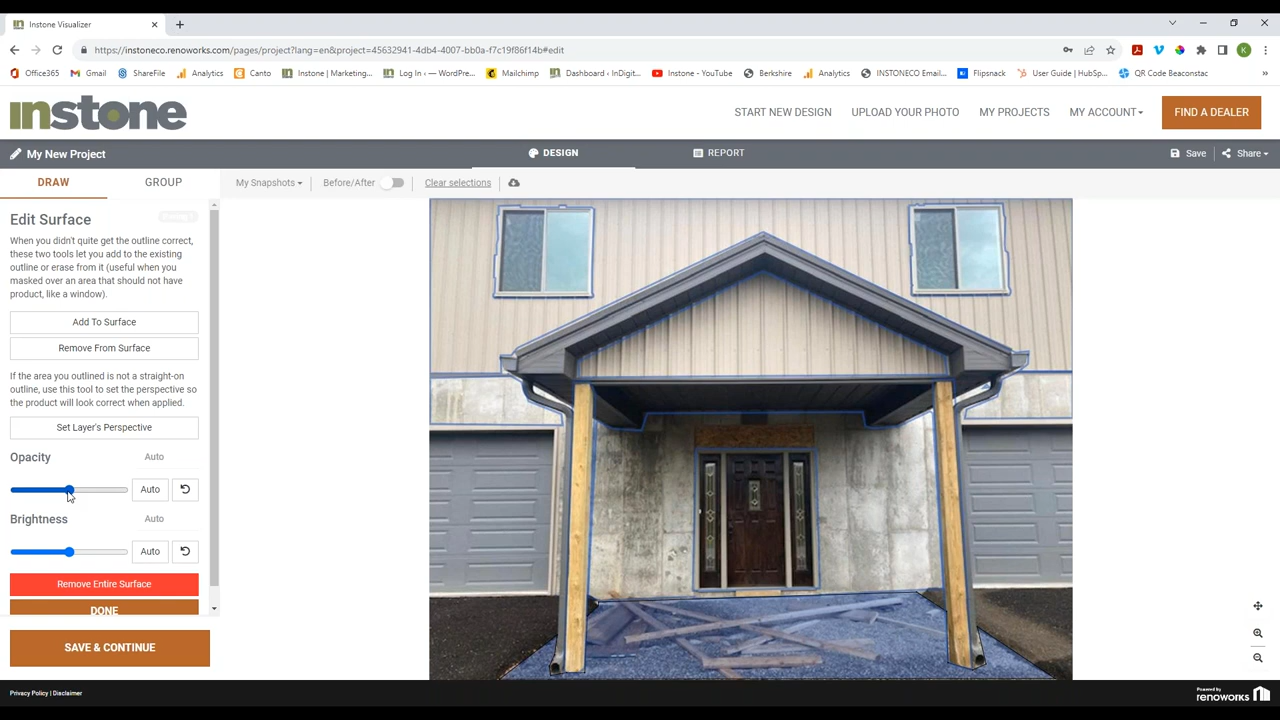 Instone Visualizer
https://instoneco.renoworks.com/pages/project?lang=en&project=45632941-4db4-4007-bb0a-f7c19f86f14b#edit
K
Office365 Gmail ShareFile Analytics Canto Instone | Marketing... Log In ‹ — WordPre... Mailchimp Dashboard ‹ InDigit... Instone - YouTube Berkshire Analytics INSTONECO Email... Flipsnack User Guide | HubSp... QR Code Beaconstac »
instone
START NEW DESIGN UPLOAD YOUR PHOTO MY PROJECTS MY ACCOUNT FIND A DEALER
My New Project DESIGN REPORT Save Share
DRAW GROUP My Snapshots Before/After Clear selections
Edit Surface
When you didn't quite get the outline correct,
these two tools let you add to the existing
outline or erase from it (useful when you
masked over an area that should not have
product, like a window).
Add To Surface
Remove From Surface
If the area you outlined is not a straight-on
outline, use this tool to set the perspective so
the product will look correct when applied.
Set Layer's Perspective
Opacity Auto
Auto
Brightness Auto
Auto
Remove Entire Surface
DONE
SAVE & CONTINUE
Privacy Policy | Disclaimer
Powered by
renoworks